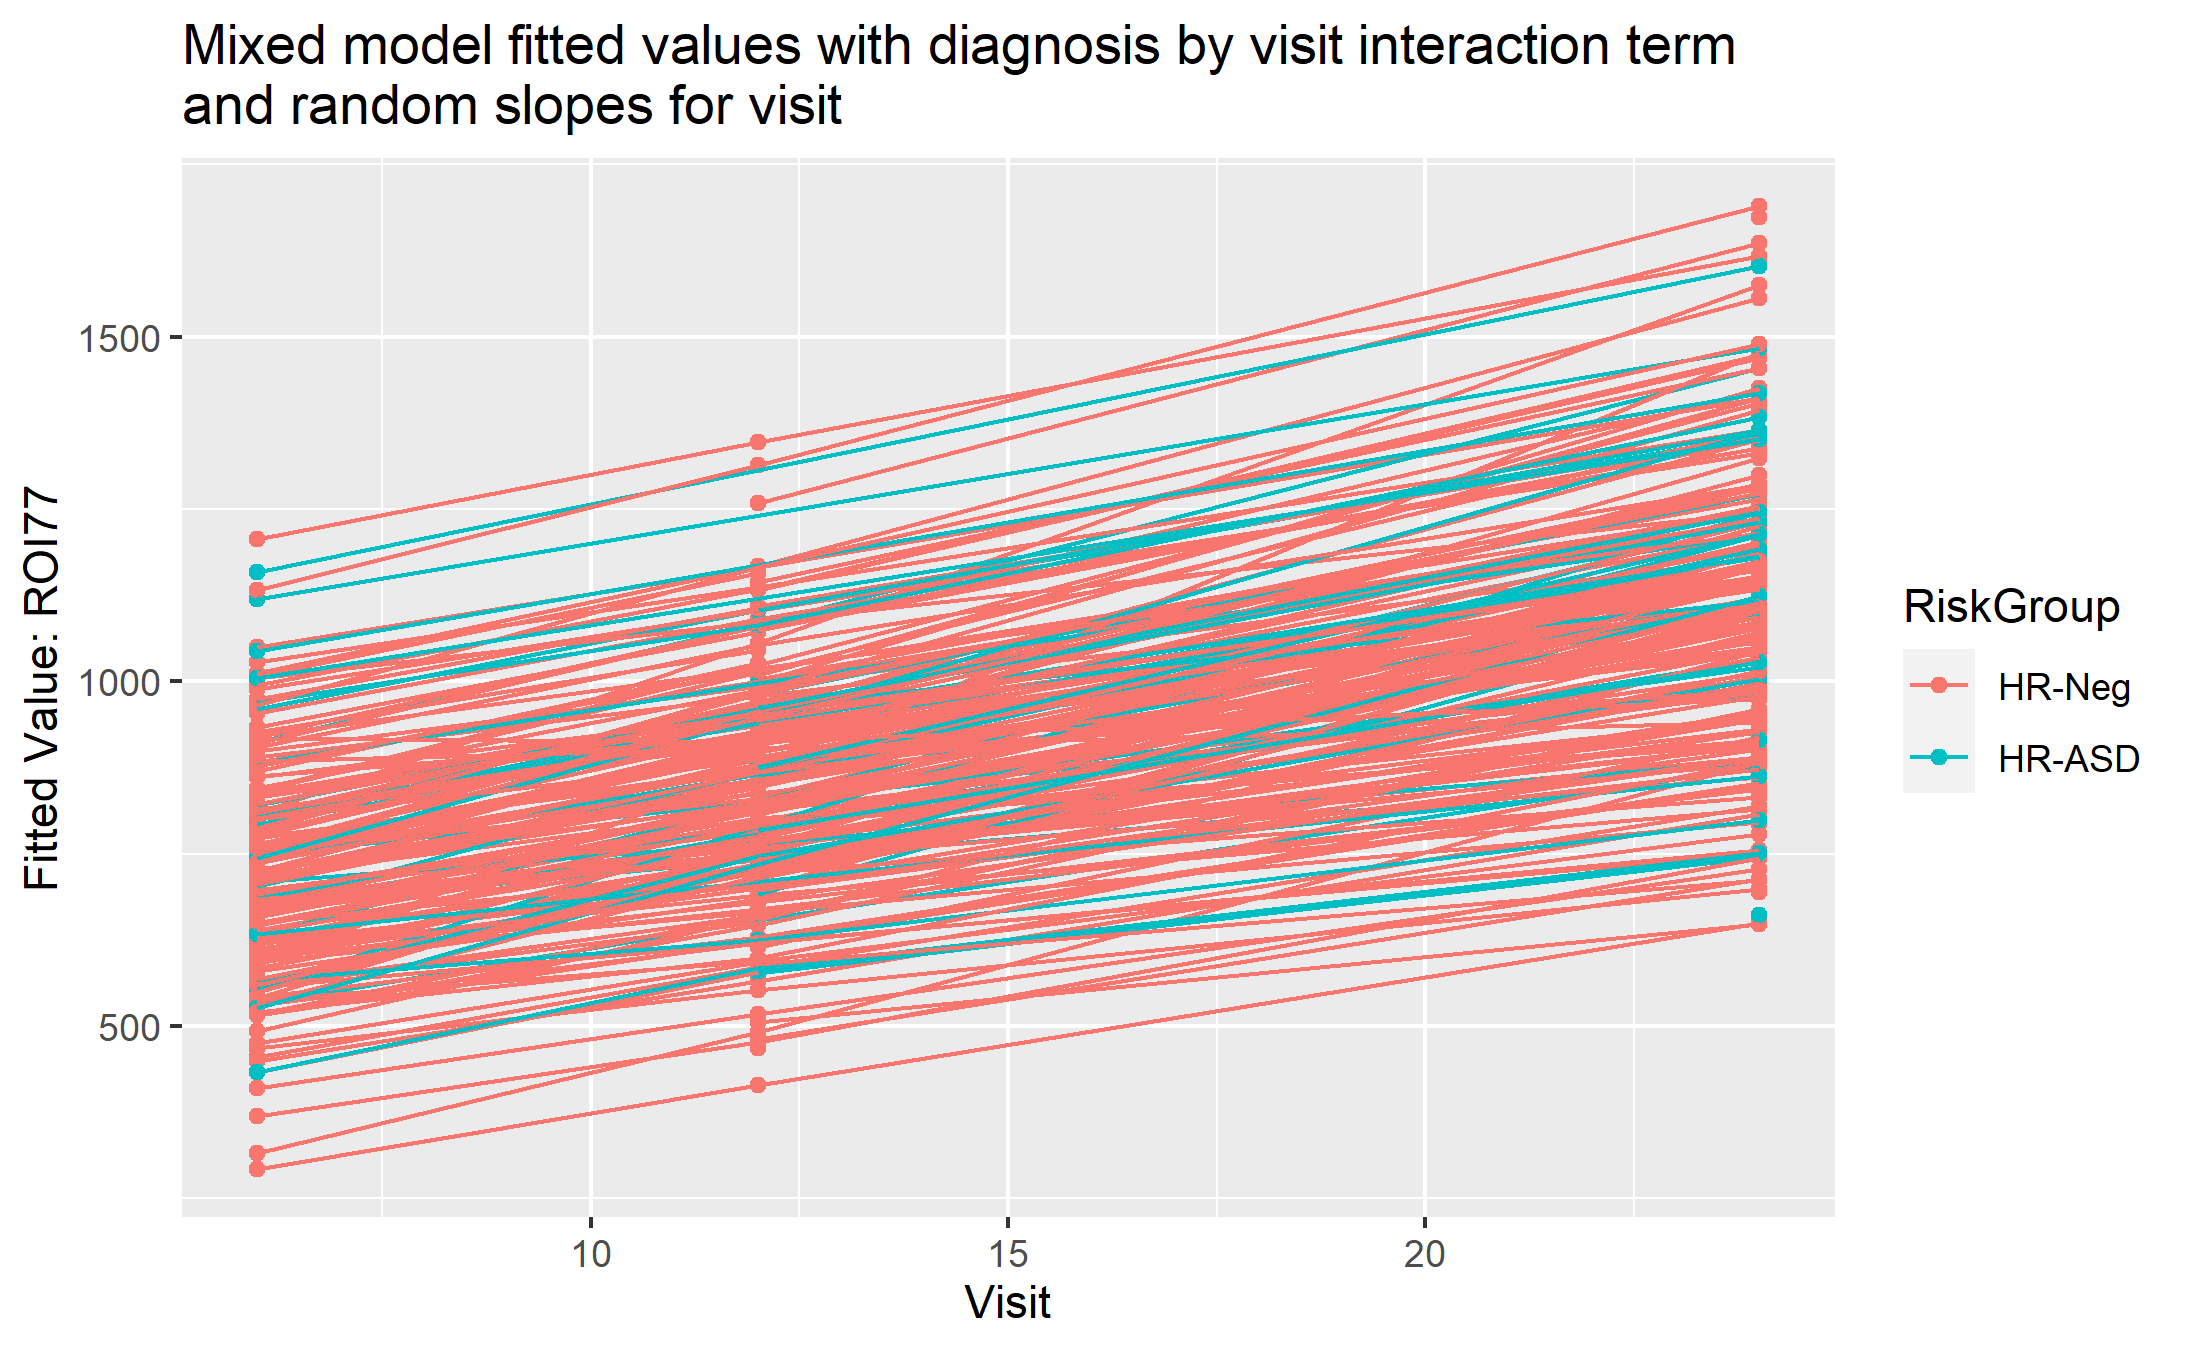 Mixed model fitted values with diagnosis by visit interaction term
and random slopes for visit
Fitted Value: ROI77
1500
1000
500
10
15
20
Visit
RiskGroup
HR-Neg
HR-ASD